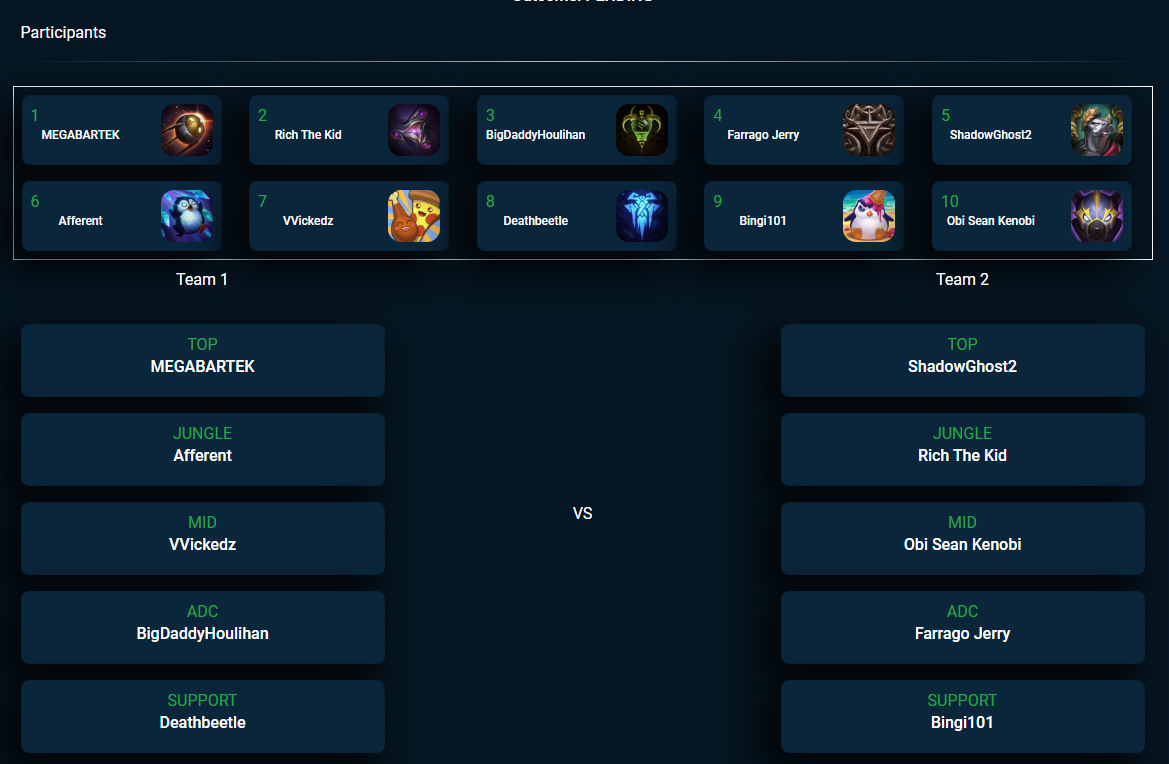 Participants
1
MEGABARTEK
2
Rich The Kid
3
BigDaddyHoulihan
4
Farrago Jerry
5
ShadowGhost2
6
Afferent
7
VVickedz
8
Deathbeetle
9
Bingi101
10
Obi Sean Kenobi
Team 1
Team 2
TOP
MEGABARTEK
JUNGLE
Afferent
MID
VVickedz
ADC
BigDaddyHoulihan
SUPPORT
Deathbeetle
VS
TOP
ShadowGhost2
JUNGLE
Rich The Kid
MID
Obi Sean Kenobi
ADC
Farrago Jerry
SUPPORT
Bingi101